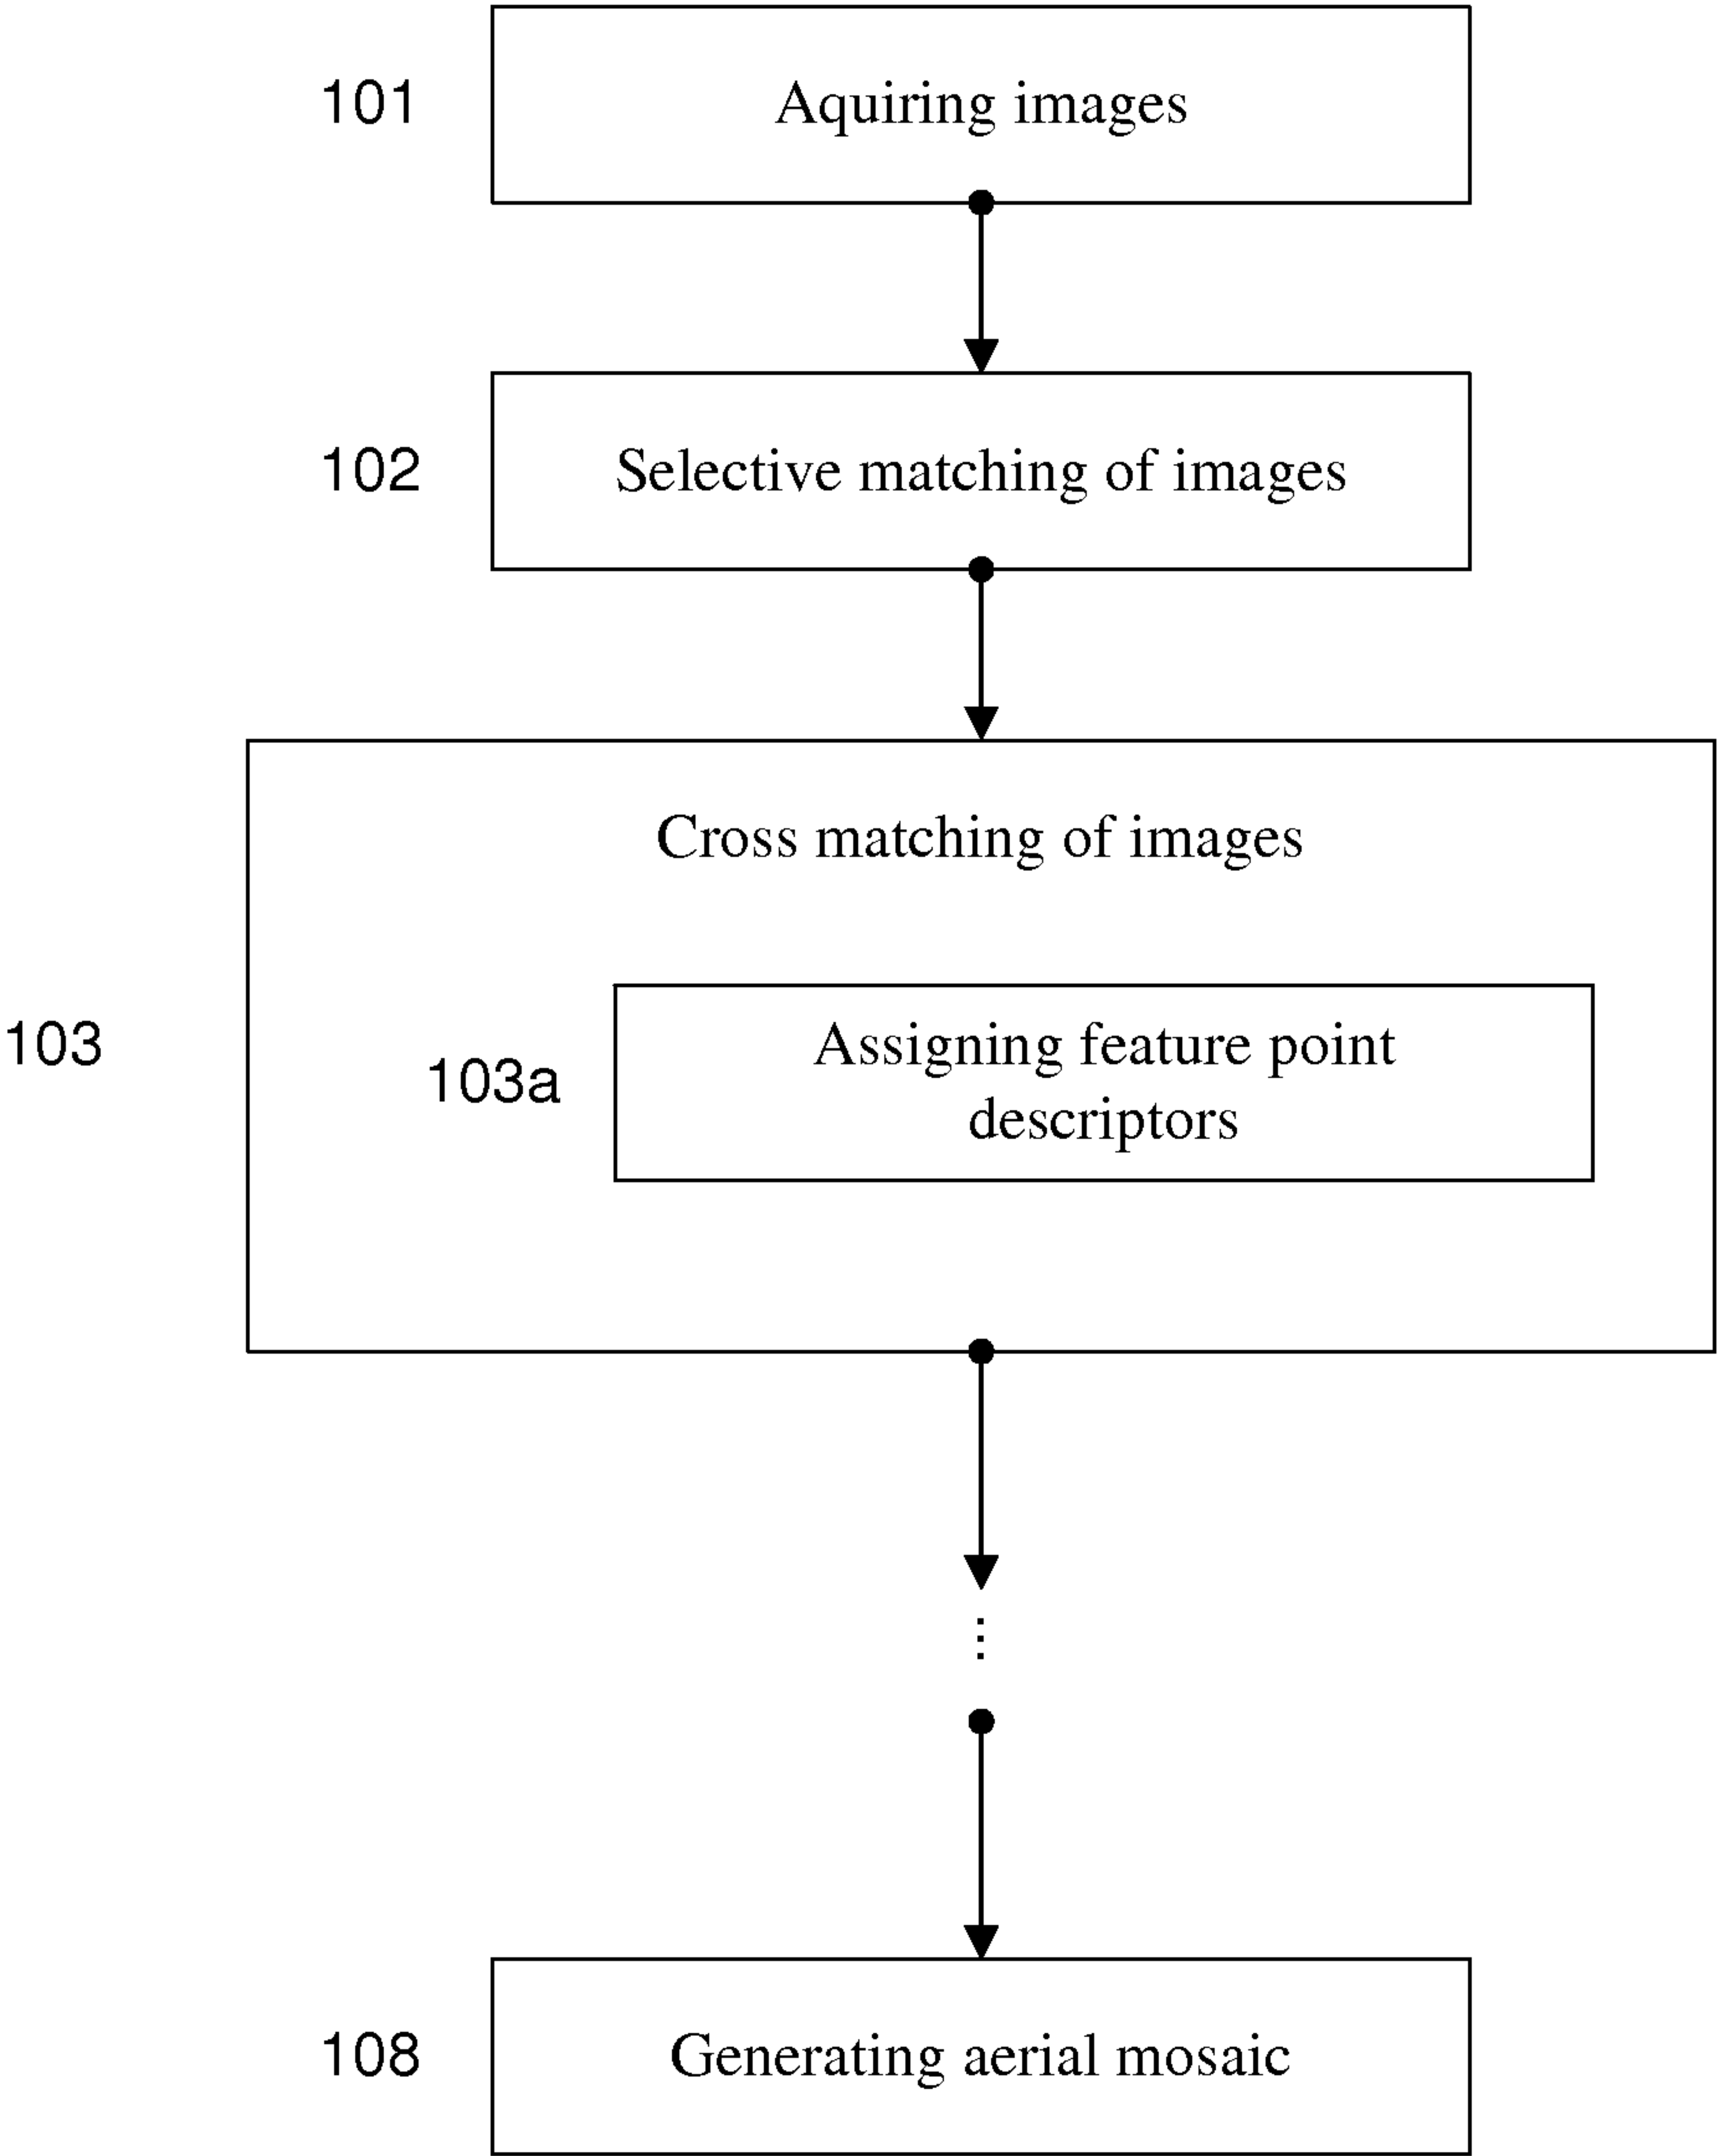 101
Aquiring images
102
Selective matching of images
Cross matching of images
103
103a
Assigning feature point
descriptors
⋮
108
Generating aerial mosaic